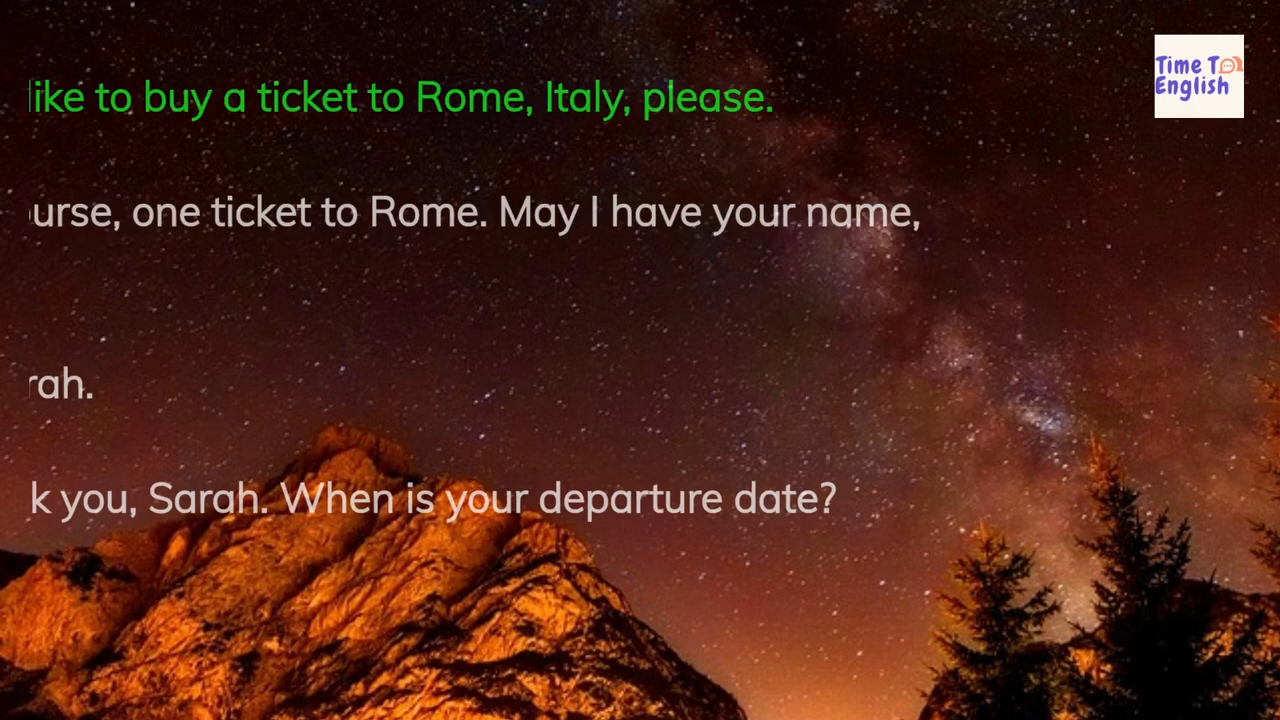 like to buy a ticket to Rome, Italy, please.
urse, one ticket to Rome. May I have your name,
rah.
k you, Sarah. When is your departure date?
Time To
English